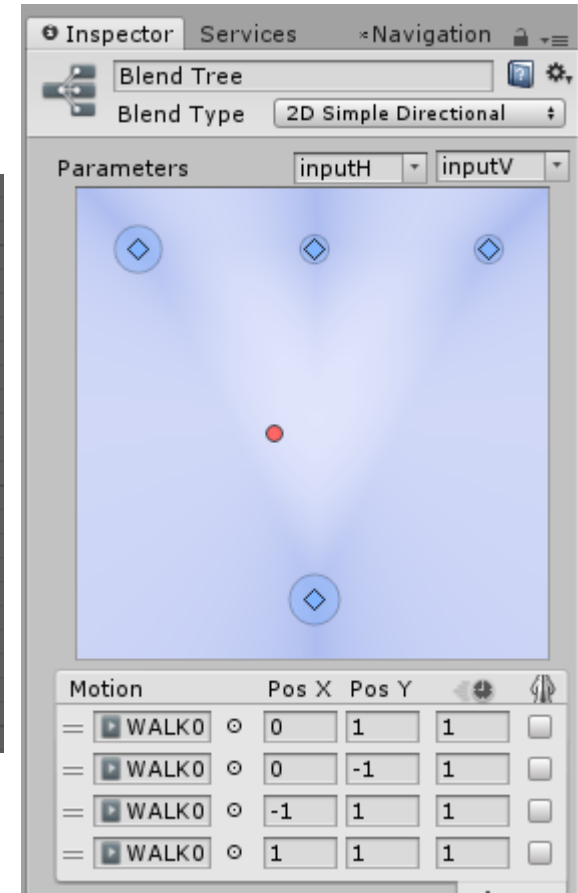 Inspector Services Navigation
Blend Tree
Blend Type 2D Simple Directional
Parameters inputH inputV
Motion Pos X Pos Y
WALK0 0 1 1
WALK0 0 -1 1
WALK0 -1 1 1
WALK0 1 1 1